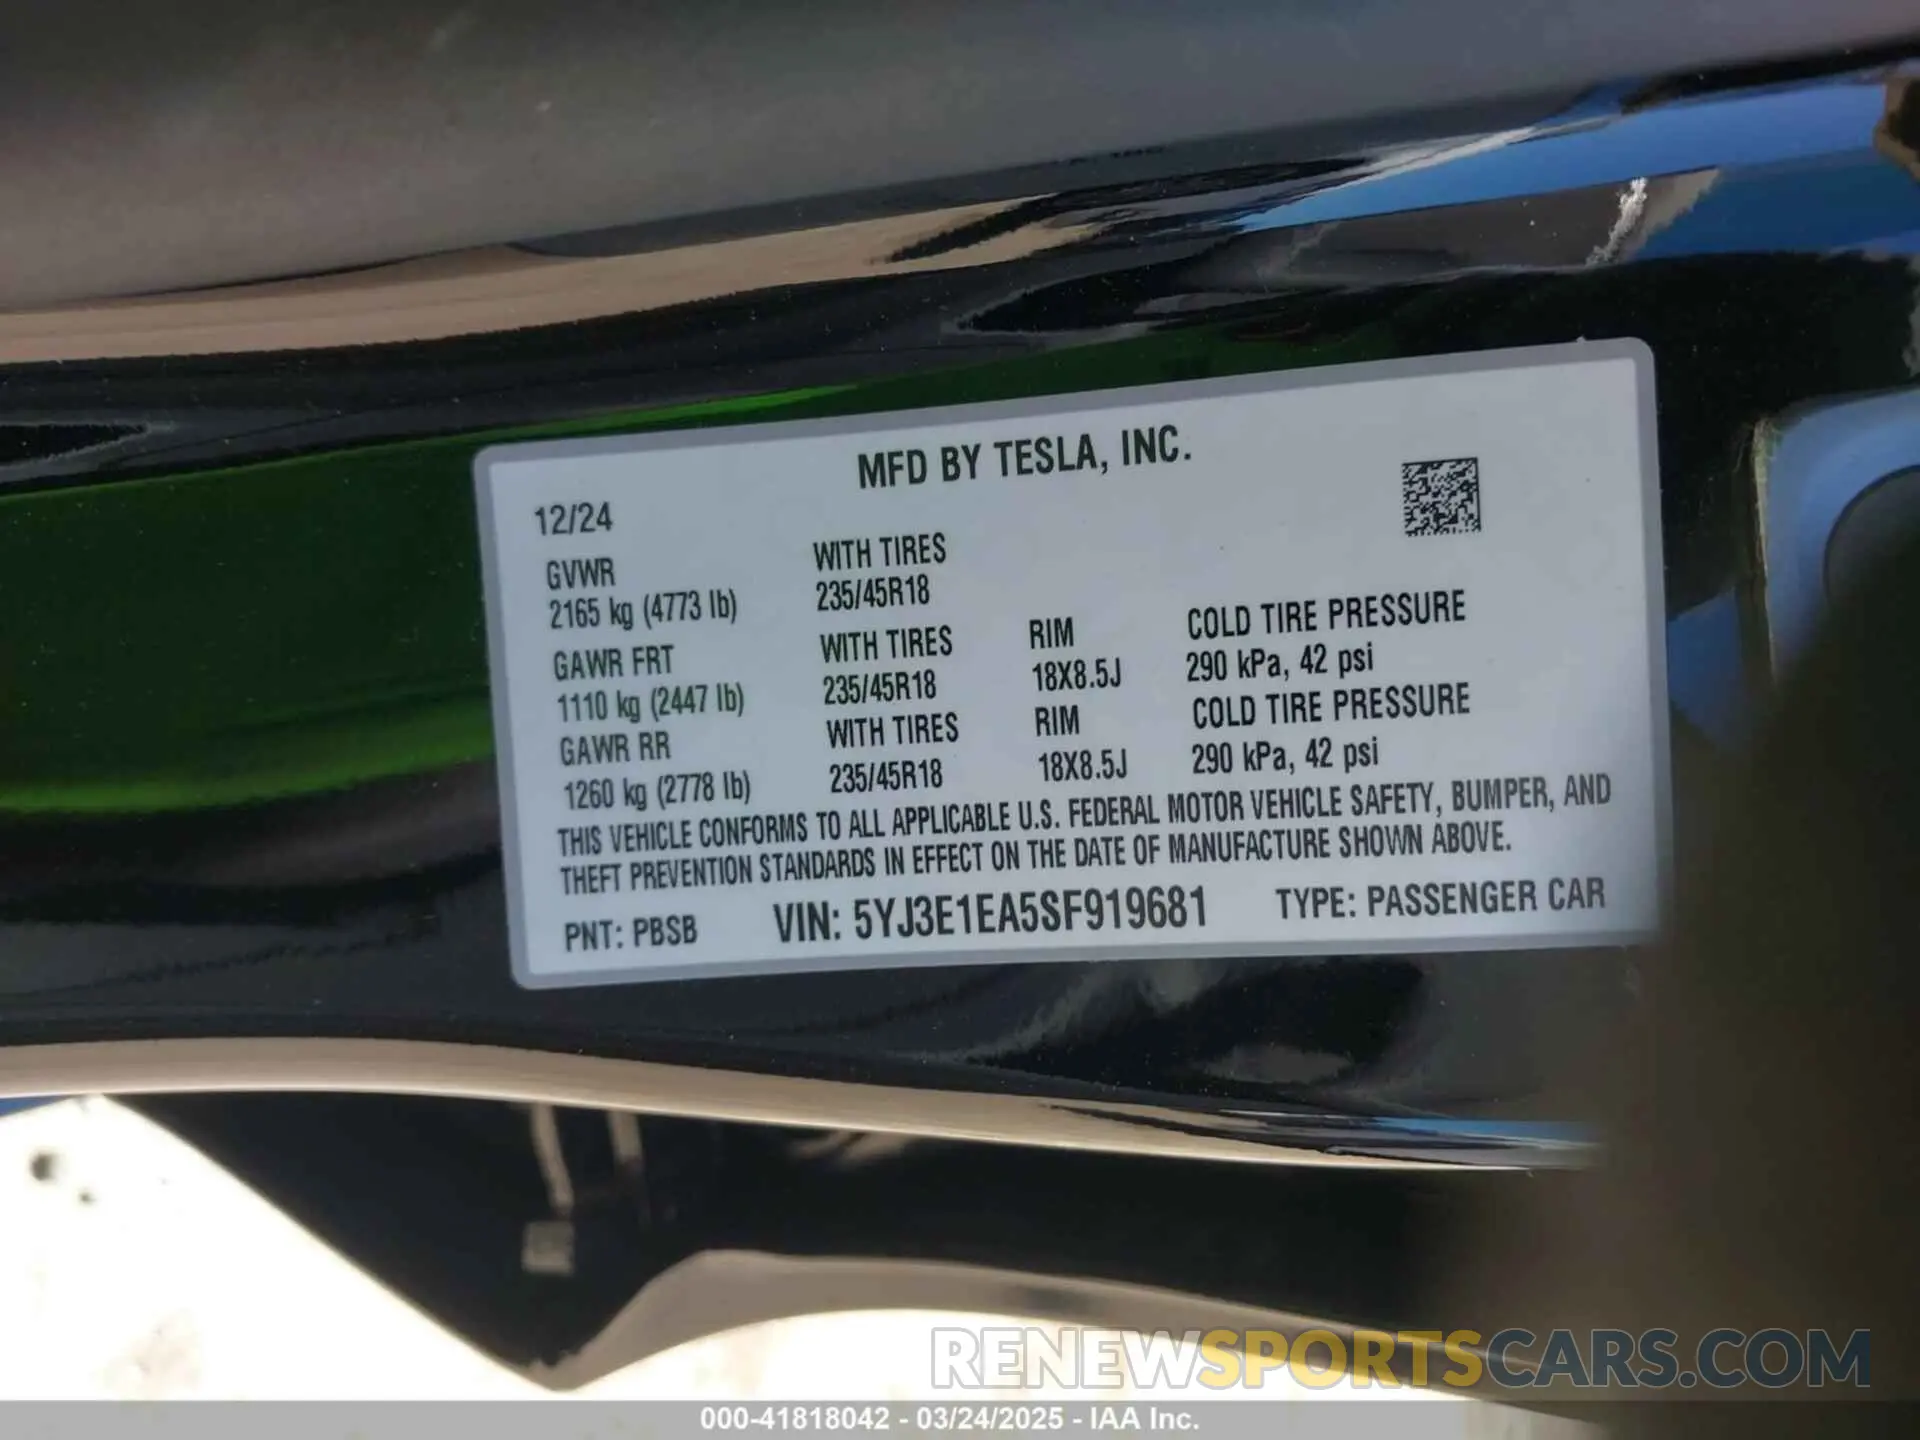 MFD BY TESLA, INC.
12/24
GVWR
2165 kg (4773 lb)
WITH TIRES
235/45R18
GAWR FRT
1110 kg (2447 lb)
WITH TIRES
235/45R18
RIM
18X8.5J
COLD TIRE PRESSURE
290 kPa, 42 psi
GAWR RR
1260 kg (2778 lb)
WITH TIRES
235/45R18
RIM
18X8.5J
COLD TIRE PRESSURE
290 kPa, 42 psi
THIS VEHICLE CONFORMS TO ALL APPLICABLE U.S. FEDERAL MOTOR VEHICLE SAFETY, BUMPER, AND
THEFT PREVENTION STANDARDS IN EFFECT ON THE DATE OF MANUFACTURE SHOWN ABOVE.
PNT: PBSB VIN: 5YJ3E1EA5SF919681 TYPE: PASSENGER CAR
RENEWSPORTSCARS.COM
000-41818042 - 03/24/2025 - IAA Inc.